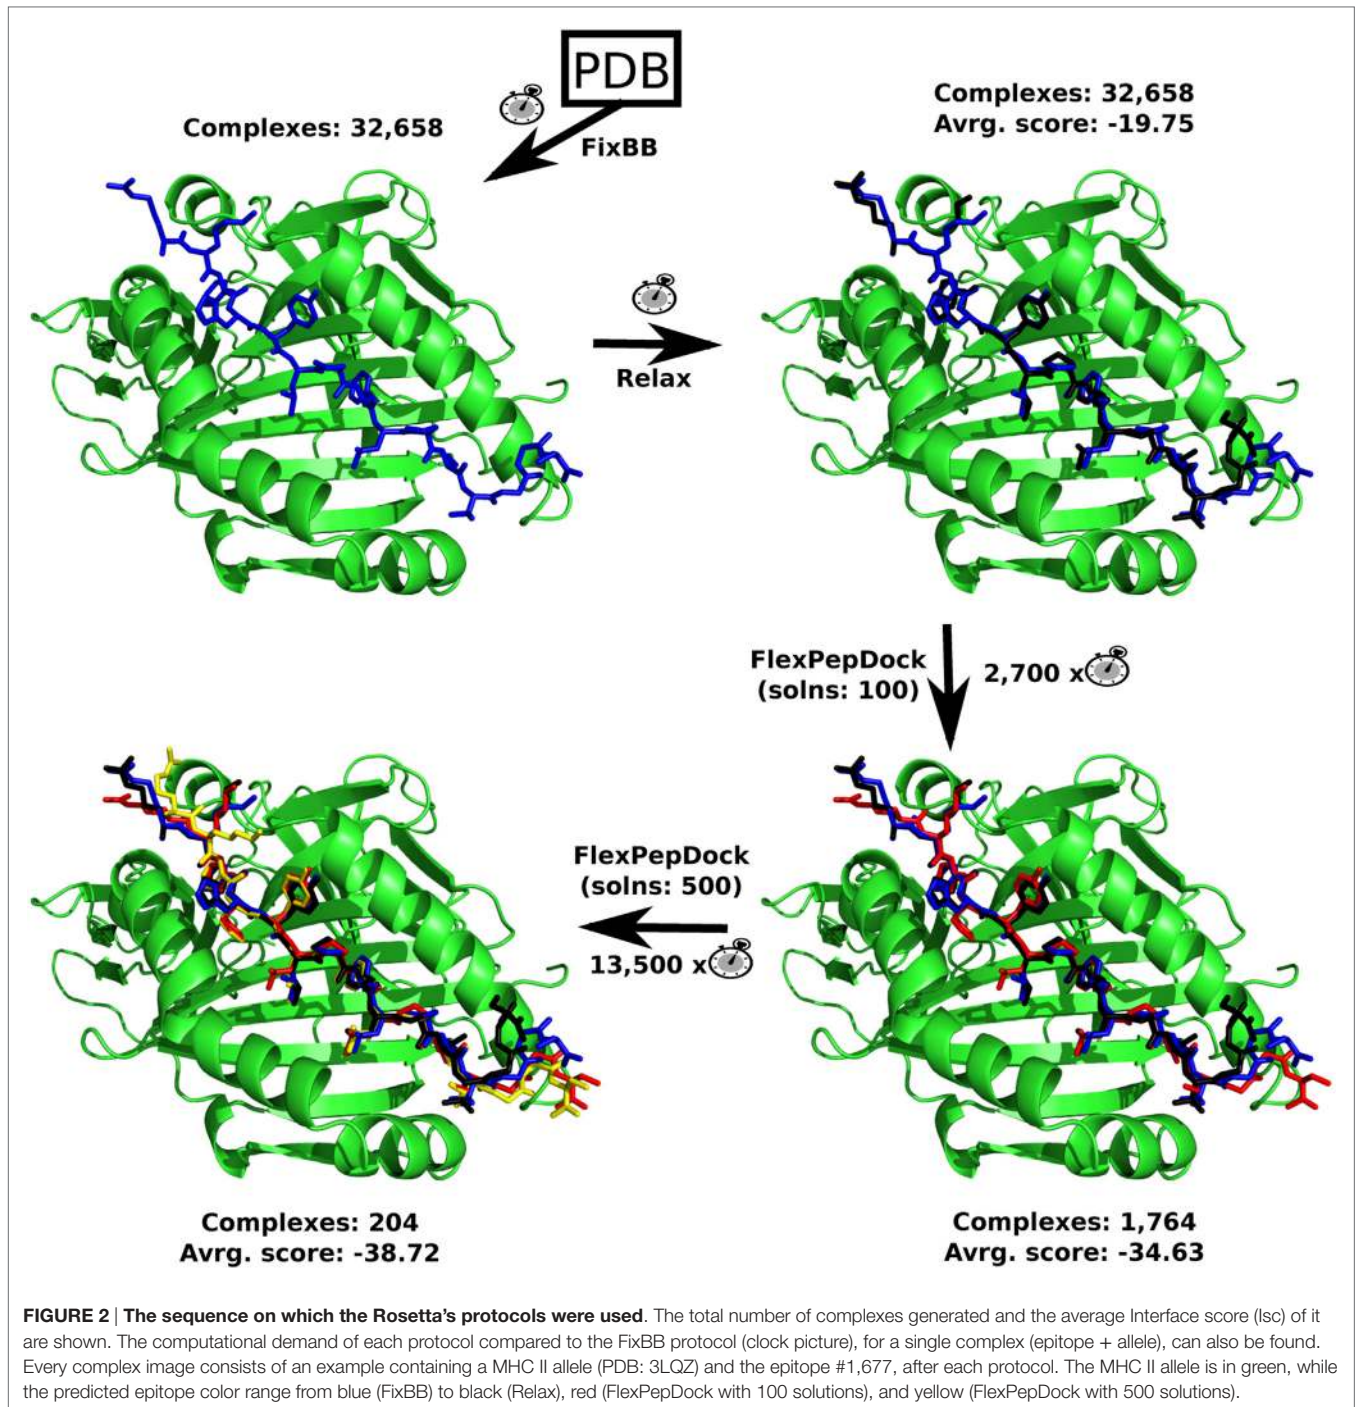 PDB
FixBB
Complexes: 32,658
Complexes: 32,658
Avrg. score: -19.75
Relax
FlexPepDock
(solns: 100)
2,700 x
FlexPepDock
(solns: 500)
13,500 x
Complexes: 204
Avrg. score: -38.72
Complexes: 1,764
Avrg. score: -34.63
FIGURE 2 | The sequence on which the Rosetta’s protocols were used. The total number of complexes generated and the average Interface score (Isc) of it
are shown. The computational demand of each protocol compared to the FixBB protocol (clock picture), for a single complex (epitope + allele), can also be found.
Every complex image consists of an example containing a MHC II allele (PDB: 3LQZ) and the epitope #1,677, after each protocol. The MHC II allele is in green, while
the predicted epitope color range from blue (FixBB) to black (Relax), red (FlexPepDock with 100 solutions), and yellow (FlexPepDock with 500 solutions).